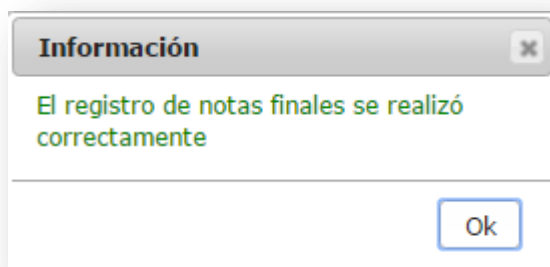 Información
El registro de notas finales se realizó
correctamente
Ok